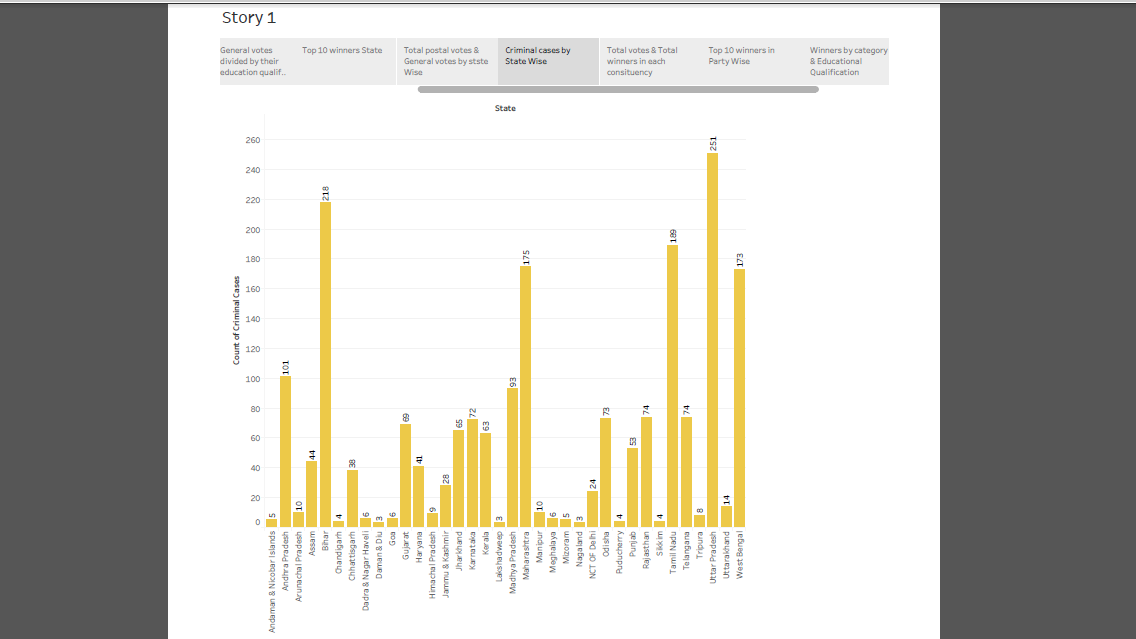 Story 1
General votes
divided by their
education qualif..
Top 10 winners State
Total postal votes &
General votes by stste
Wise
Criminal cases by
State Wise
Total votes & Total
winners in each
consituency
Top 10 winners in
Party Wise
Winners by category
& Educational
Qualification
State
Count of Criminal Cases
260
240
220
200
180
160
140
120
100
80
60
40
20
0
5
101
10
44
218
4
38
6
3
6
69
41
9
28
65
72
63
3
93
175
10
6
5
3
24
73
4
53
74
4
189
74
8
251
14
173
Andaman & Nicobar Islands
Andhra Pradesh
Arunachal Pradesh
Assam
Bihar
Chandigarh
Chhattisgarh
Dadra & Nagar Haveli
Daman & Diu
Goa
Gujarat
Haryana
Himachal Pradesh
Jammu & Kashmir
Jharkhand
Karnataka
Kerala
Lakshadweep
Madhya Pradesh
Maharashtra
Manipur
Meghalaya
Mizoram
Nagaland
NCT OF Delhi
Odisha
Puducherry
Punjab
Rajasthan
Sikkim
Tamil Nadu
Telangana
Tripura
Uttar Pradesh
Uttarakhand
West Bengal